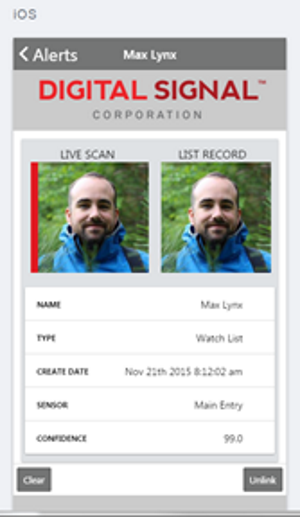 iOS
Alerts Max Lynx
DIGITAL SIGNAL™
CORPORATION
LIVE SCAN LIST RECORD
NAME Max Lynx
TYPE Watch List
CREATE DATE Nov 21th 2015 8:12:02 am
SENSOR Main Entry
CONFIDENCE 99.0
Clear Unlink